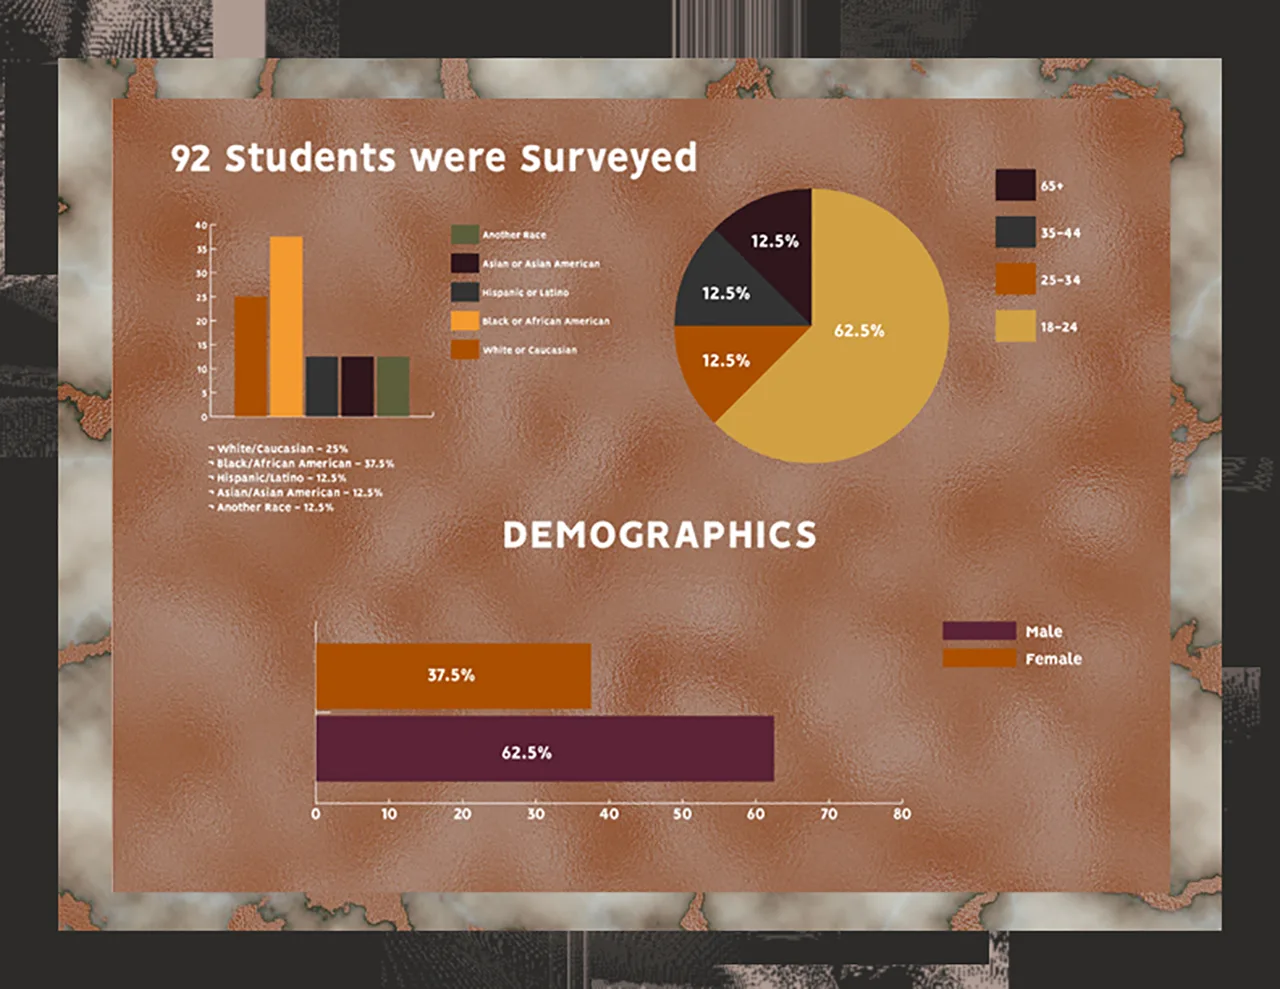 92 Students were Surveyed
40
35
30
25
20
15
10
5
0
Another Race
Asian or Asian American
Hispanic or Latino
Black or African American
White or Caucasian
¬ White/Caucasian – 25%
¬ Black/African American – 37.5%
¬ Hispanic/Latino – 12.5%
¬ Asian/Asian American – 12.5%
¬ Another Race – 12.5%
12.5%
12.5%
12.5%
62.5%
65+
35-44
25-34
18-24
DEMOGRAPHICS
37.5%
62.5%
0 10 20 30 40 50 60 70 80
Male
Female